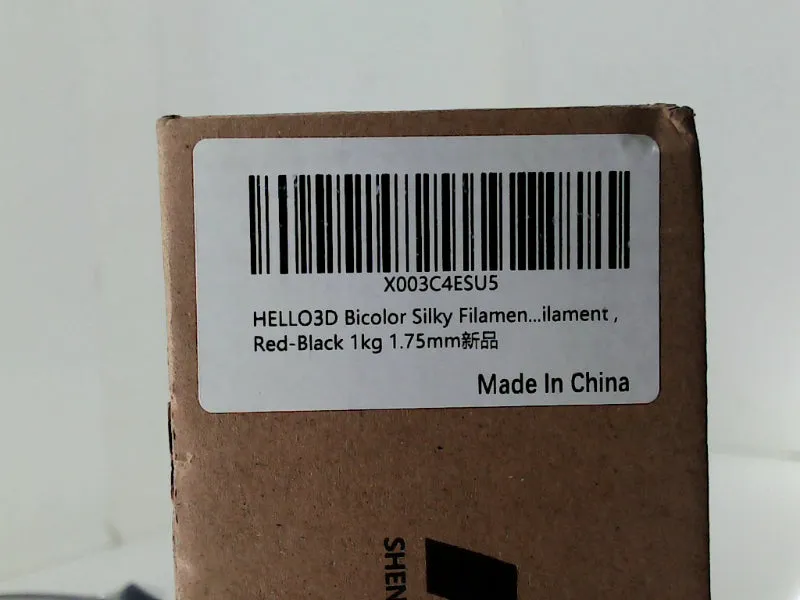 X003C4ESU5
HELLO3D Bicolor Silky Filamen...ilament ,
Red-Black 1kg 1.75mm新品
Made In China
SHEN